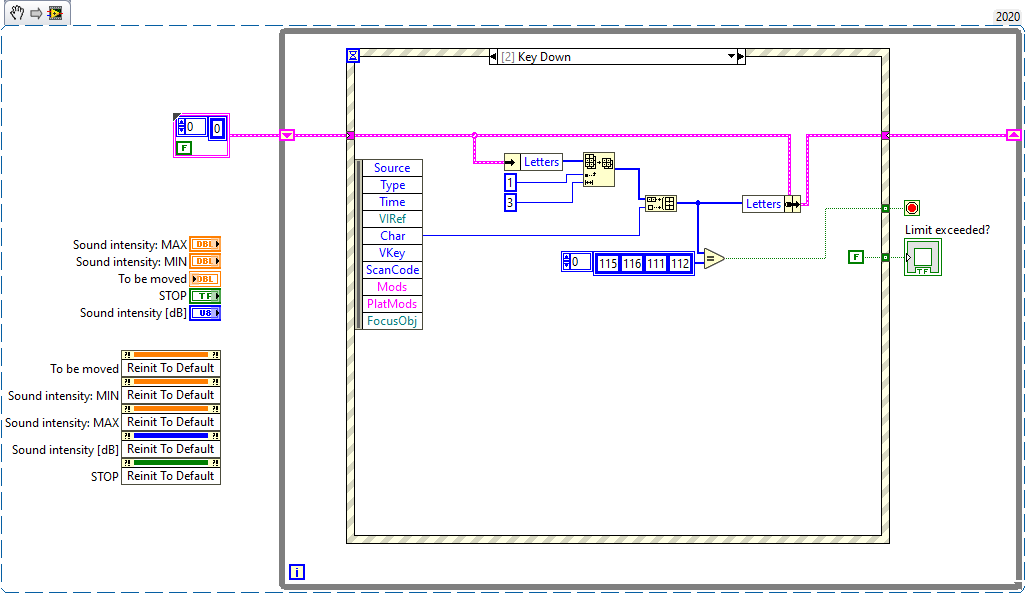 2020
[2] Key Down
0 0
F
Letters
1
3
Source
Type
Time
VIRef
Char
VKey
ScanCode
Mods
PlatMods
FocusObj
Letters
0 115 116 111 112
=
Limit exceeded?
F
TF
Sound intensity: MAX DBL
Sound intensity: MIN DBL
To be moved DBL
STOP TF
Sound intensity [dB] U8
?! ?!
To be moved Reinit To Default
?! ?!
Sound intensity: MIN Reinit To Default
?! ?!
Sound intensity: MAX Reinit To Default
?! ?!
Sound intensity [dB] Reinit To Default
?! ?!
STOP Reinit To Default
i